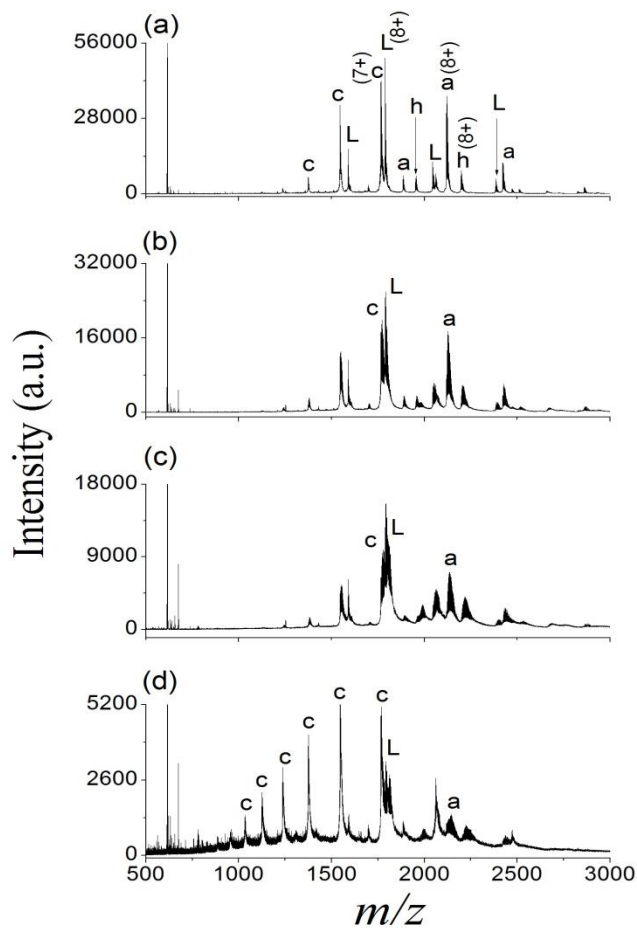 (a)
56000
28000
0
c
c
L
(7+)
c
L
(8+)
a
h
L
a
(8+)
h
(8+)
L
a
(b)
32000
16000
0
c
L
a
(c)
18000
9000
0
c
L
a
(d)
5200
2600
0
c
c
c
c
c
c
L
a
500
1000
1500
2000
2500
3000
Intensity (a.u.)
m/z